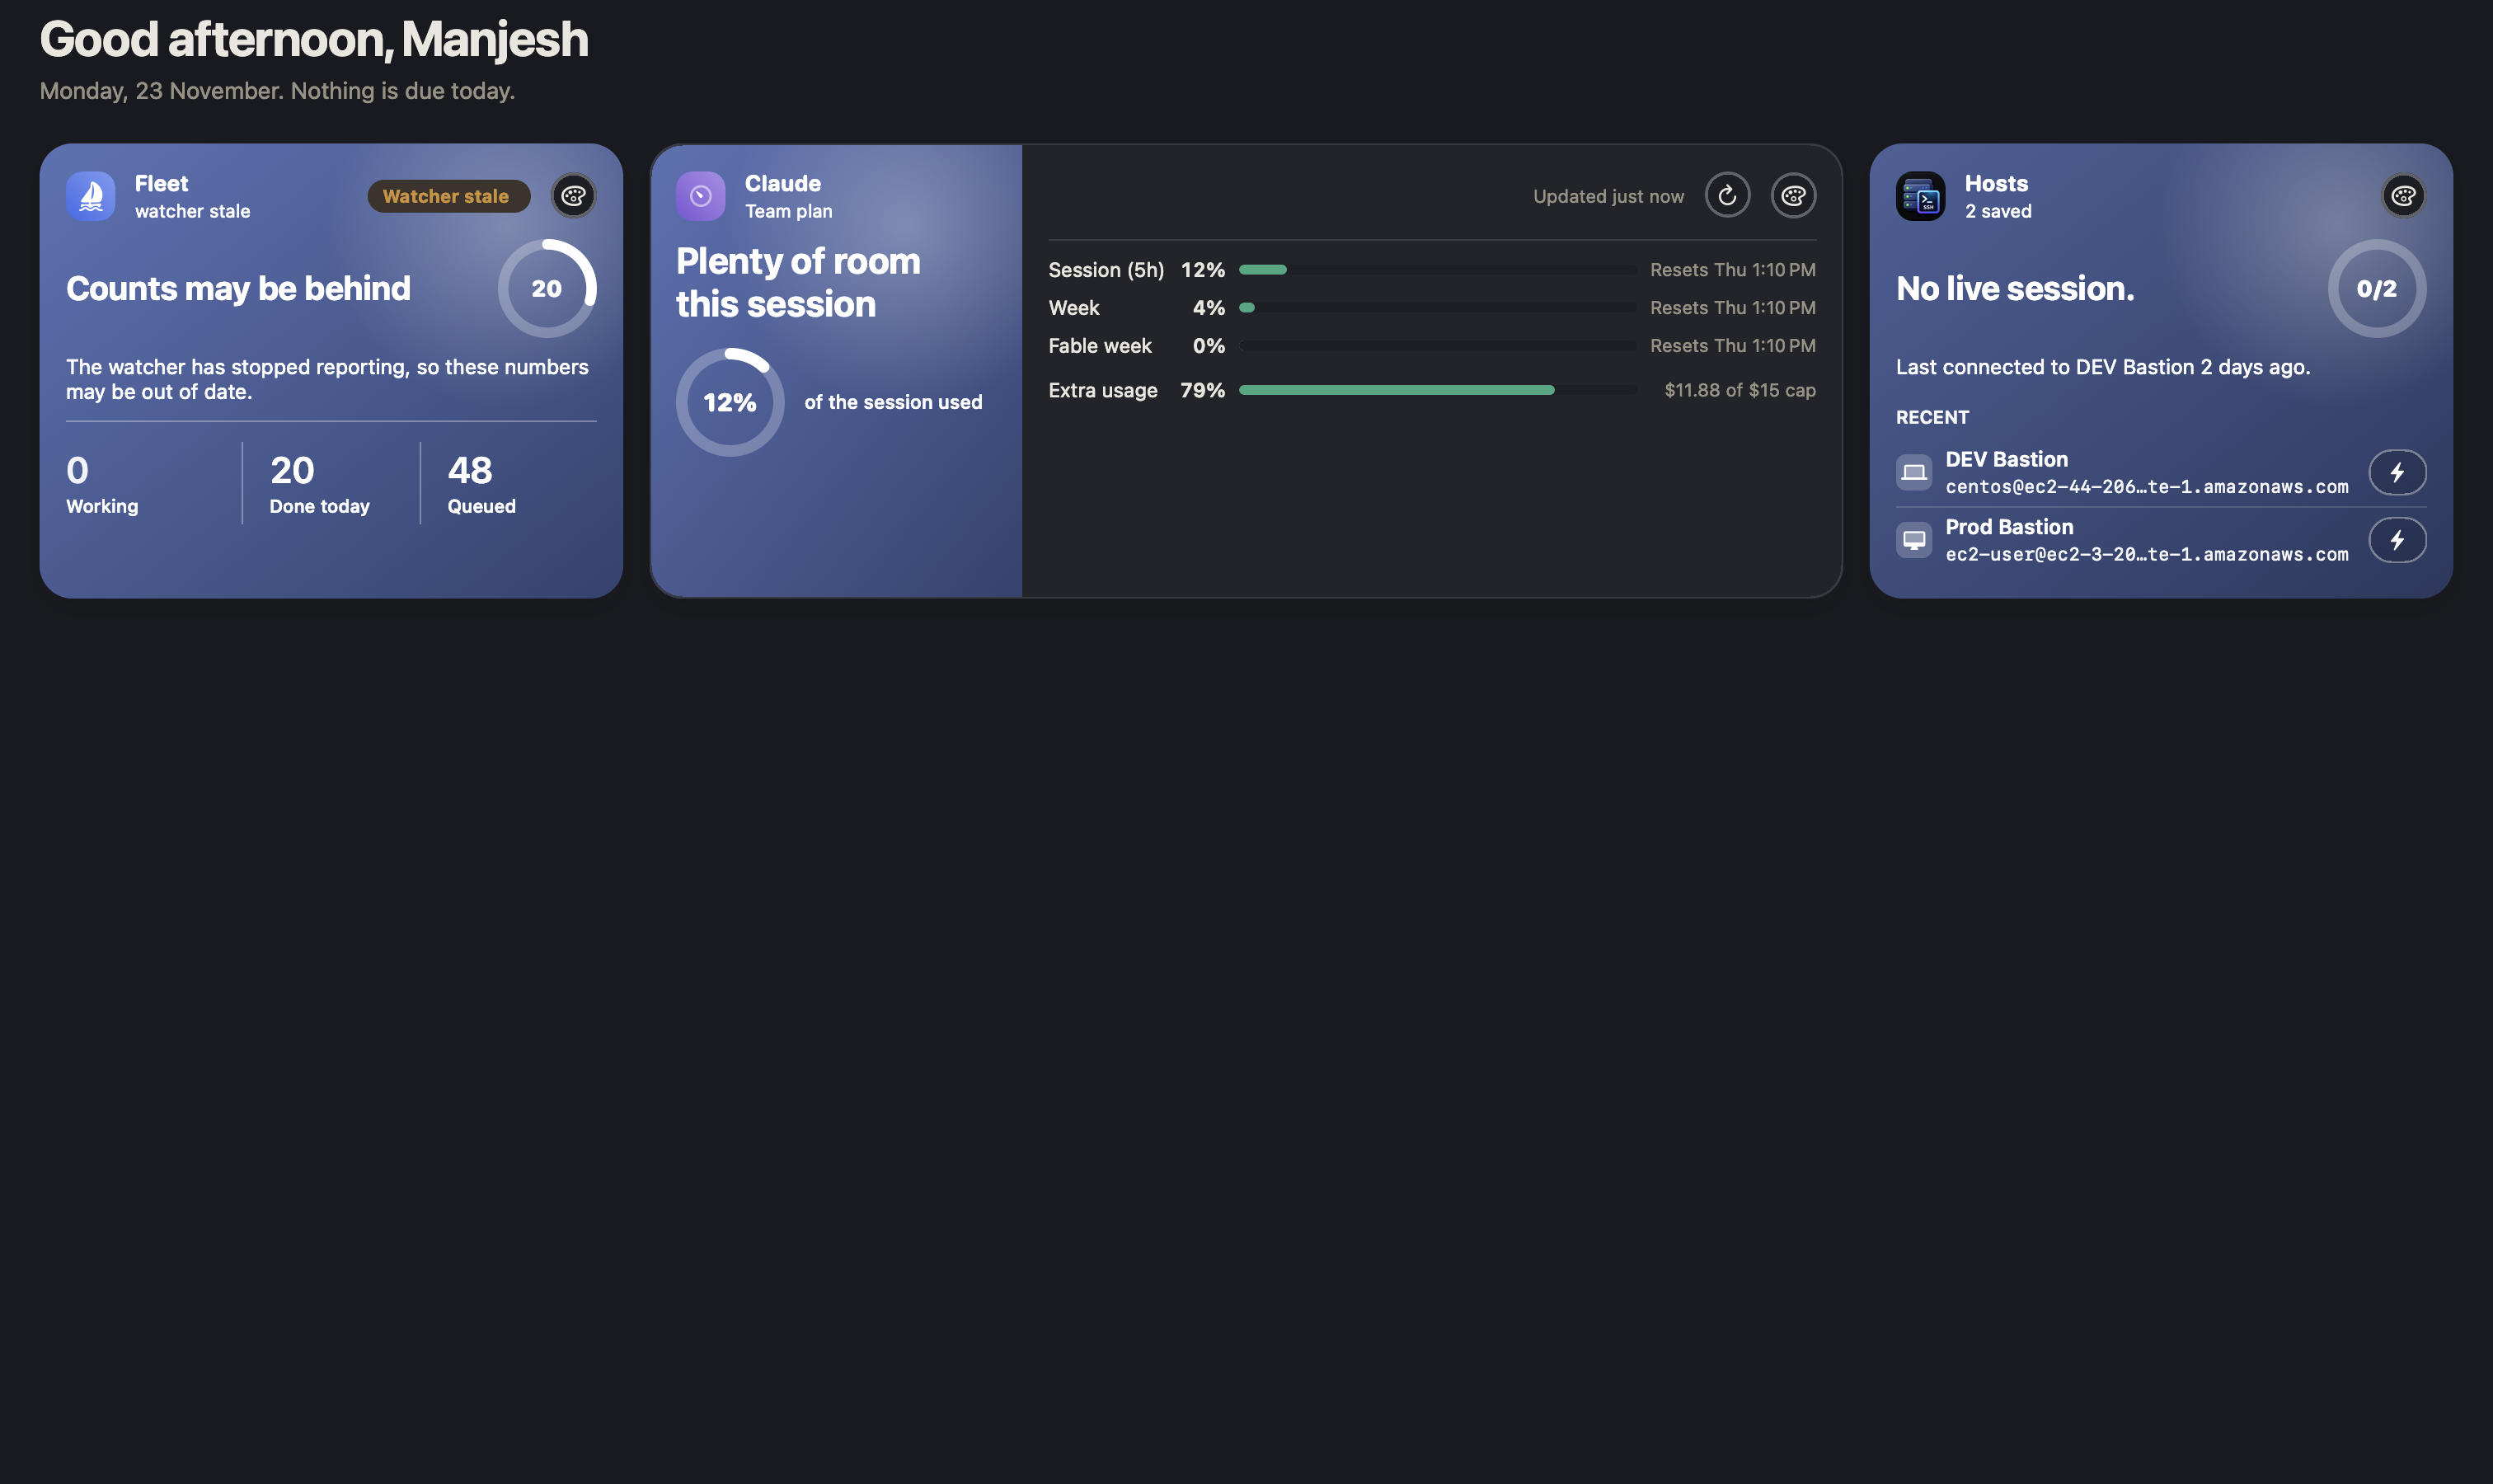 Good afternoon, Manjesh
Monday, 23 November. Nothing is due today.
Fleet
watcher stale
Watcher stale
Counts may be behind
20
The watcher has stopped reporting, so these numbers
may be out of date.
0
Working
20
Done today
48
Queued
Claude
Team plan
Plenty of room
this session
12%
of the session used
Updated just now
Session (5h) 12% Resets Thu 1:10 PM
Week 4% Resets Thu 1:10 PM
Fable week 0% Resets Thu 1:10 PM
Extra usage 79% $11.88 of $15 cap
Hosts
2 saved
No live session.
0/2
Last connected to DEV Bastion 2 days ago.
RECENT
DEV Bastion
centos@ec2-44-206…te-1.amazonaws.com
Prod Bastion
ec2-user@ec2-3-20…te-1.amazonaws.com